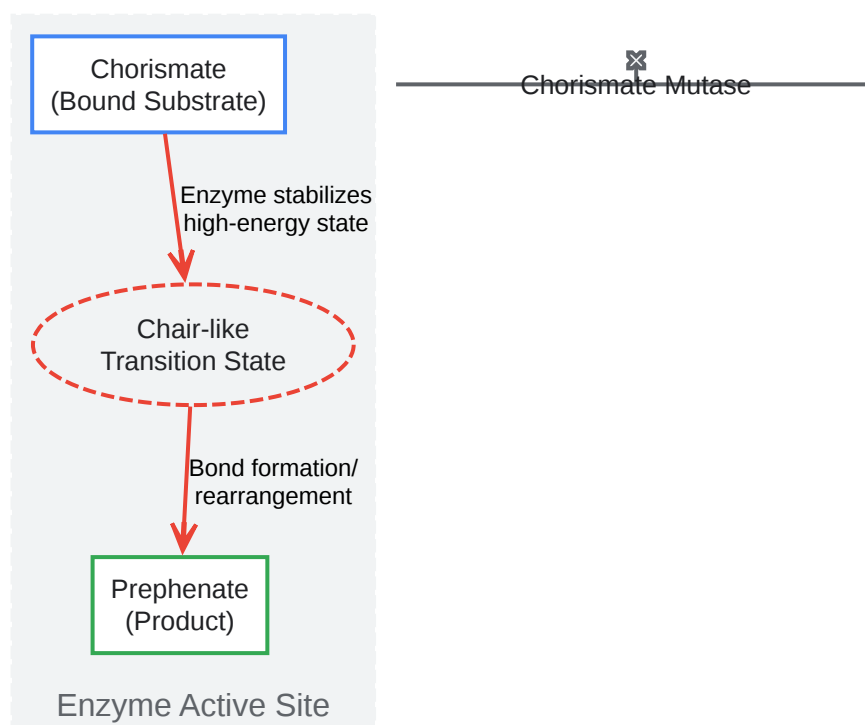 Chorismate
(Bound Substrate)
Chorismate Mutase
Enzyme stabilizes
high-energy state
Chair-like
Transition State
Bond formation/
rearrangement
Prephenate
(Product)
Enzyme Active Site